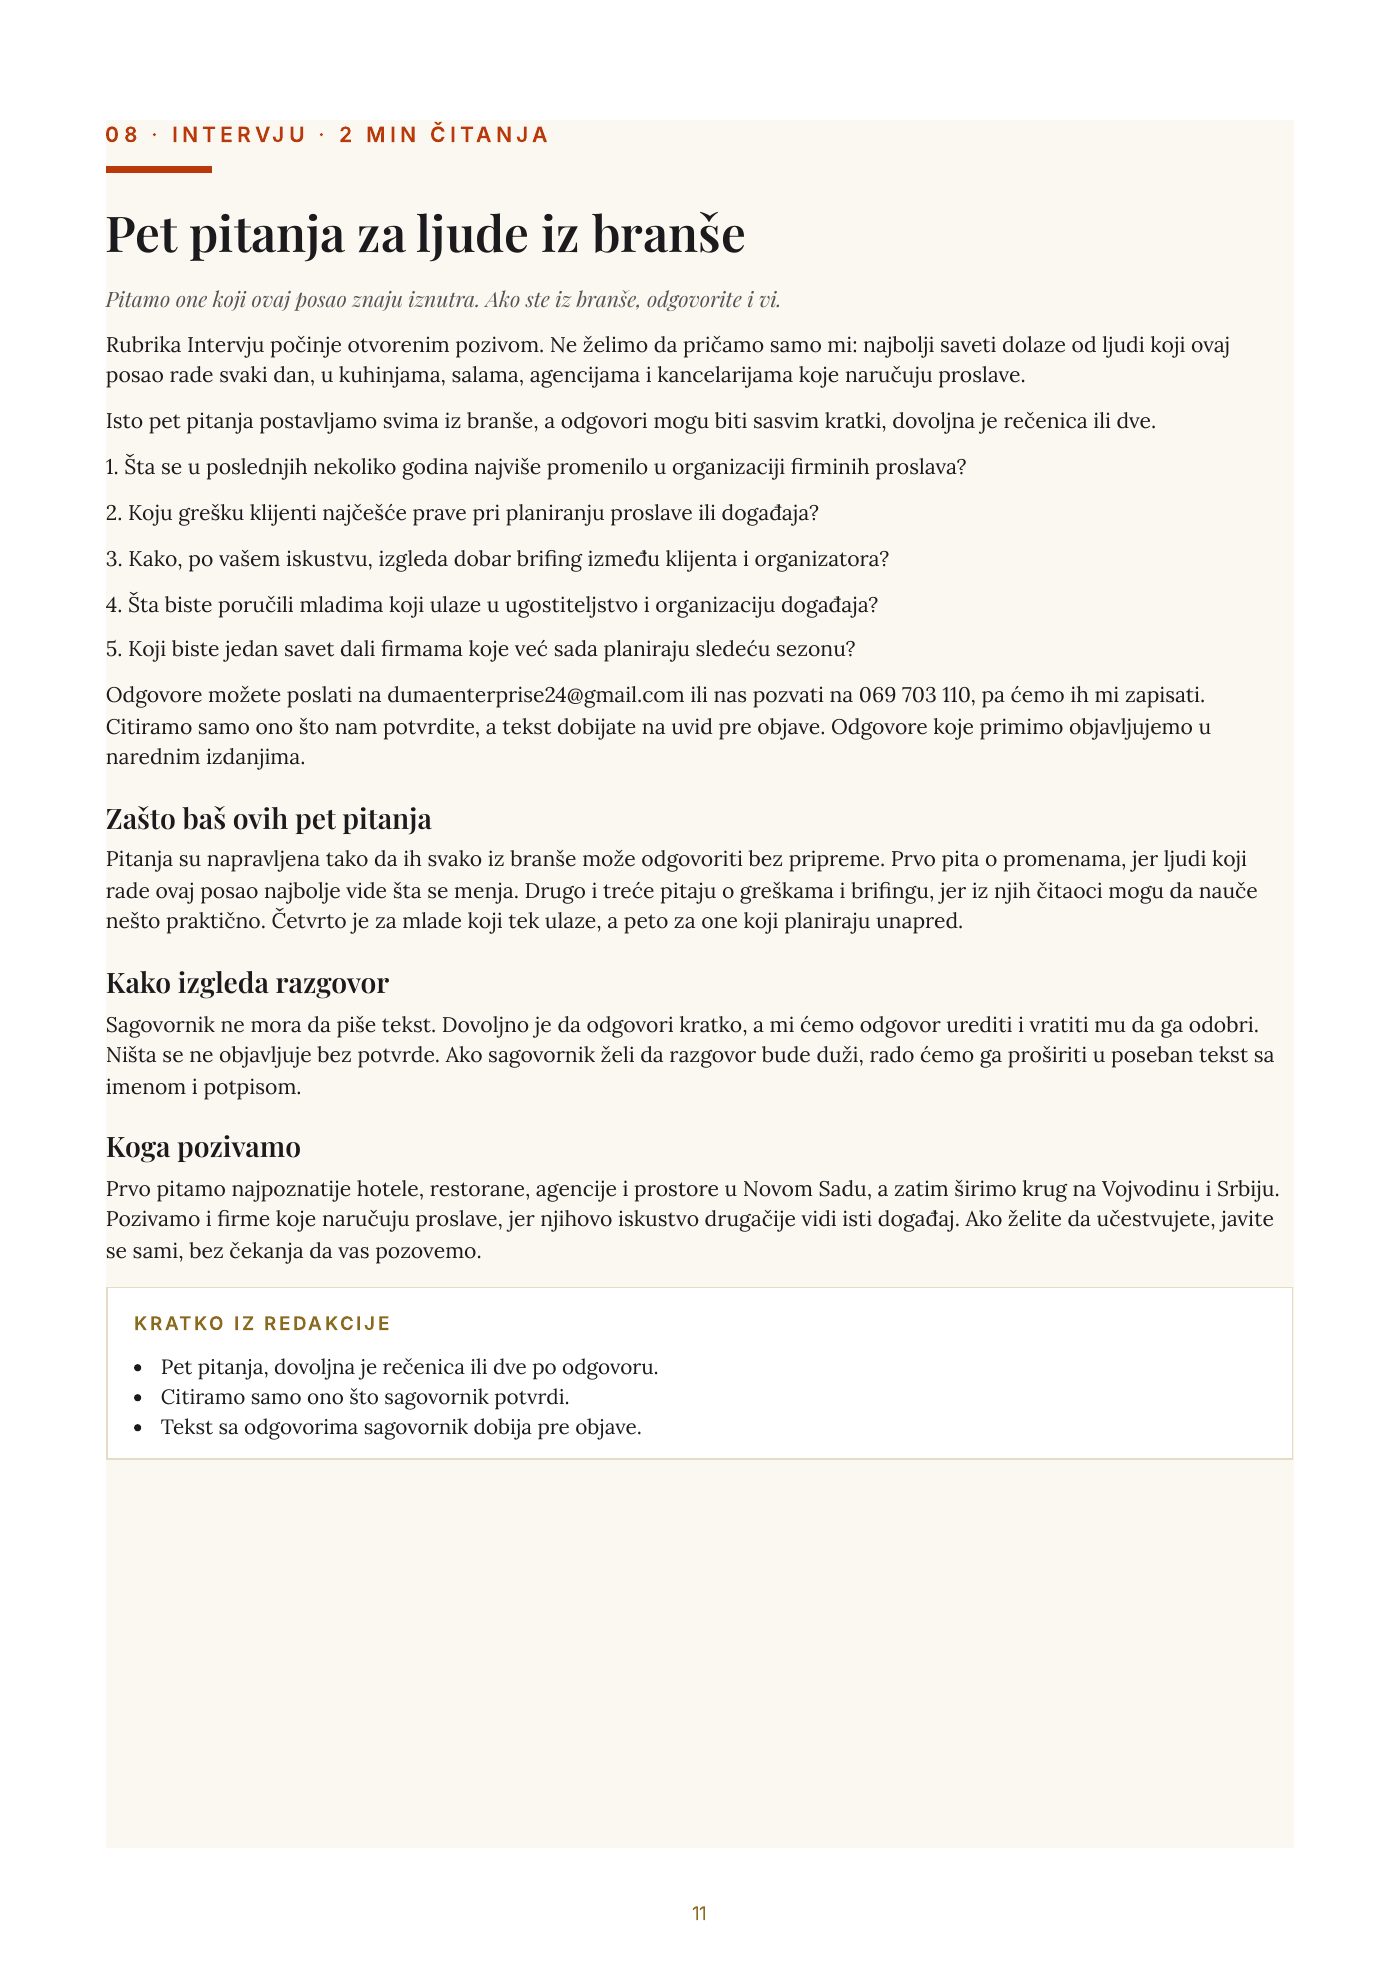 08 · INTERVJU · 2 MIN ČITANJA
Pet pitanja za ljude iz branše
Pitamo one koji ovaj posao znaju iznutra. Ako ste iz branše, odgovorite i vi.
Rubrika Intervju počinje otvorenim pozivom. Ne želimo da pričamo samo mi: najbolji saveti dolaze od ljudi koji ovaj
posao rade svaki dan, u kuhinjama, salama, agencijama i kancelarijama koje naručuju proslave.
Isto pet pitanja postavljamo svima iz branše, a odgovori mogu biti sasvim kratki, dovoljna je rečenica ili dve.
1. Šta se u poslednjih nekoliko godina najviše promenilo u organizaciji firminih proslava?
2. Koju grešku klijenti najčešće prave pri planiranju proslave ili događaja?
3. Kako, po vašem iskustvu, izgleda dobar brifing između klijenta i organizatora?
4. Šta biste poručili mladima koji ulaze u ugostiteljstvo i organizaciju događaja?
5. Koji biste jedan savet dali firmama koje već sada planiraju sledeću sezonu?
Odgovore možete poslati na dumaenterprise24@gmail.com ili nas pozvati na 069 703 110, pa ćemo ih mi zapisati.
Citiramo samo ono što nam potvrdite, a tekst dobijate na uvid pre objave. Odgovore koje primimo objavljujemo u
narednim izdanjima.
Zašto baš ovih pet pitanja
Pitanja su napravljena tako da ih svako iz branše može odgovoriti bez pripreme. Prvo pita o promenama, jer ljudi koji
rade ovaj posao najbolje vide šta se menja. Drugo i treće pitaju o greškama i brifingu, jer iz njih čitaoci mogu da nauče
nešto praktično. Četvrto je za mlade koji tek ulaze, a peto za one koji planiraju unapred.
Kako izgleda razgovor
Sagovornik ne mora da piše tekst. Dovoljno je da odgovori kratko, a mi ćemo odgovor urediti i vratiti mu da ga odobri.
Ništa se ne objavljuje bez potvrde. Ako sagovornik želi da razgovor bude duži, rado ćemo ga proširiti u poseban tekst sa
imenom i potpisom.
Koga pozivamo
Prvo pitamo najpoznatije hotele, restorane, agencije i prostore u Novom Sadu, a zatim širimo krug na Vojvodinu i Srbiju.
Pozivamo i firme koje naručuju proslave, jer njihovo iskustvo drugačije vidi isti događaj. Ako želite da učestvujete, javite
se sami, bez čekanja da vas pozovemo.
KRATKO IZ REDAKCIJE
• Pet pitanja, dovoljna je rečenica ili dve po odgovoru.
• Citiramo samo ono što sagovornik potvrdi.
• Tekst sa odgovorima sagovornik dobija pre objave.
11